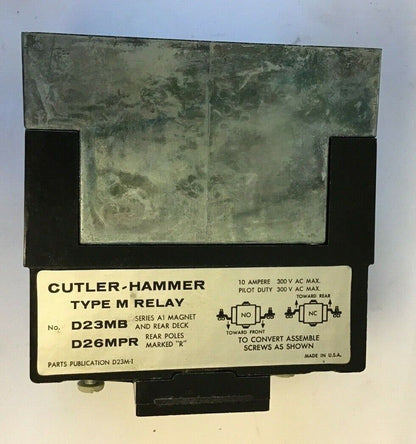 CUTLER-HAMMER
TYPE M RELAY
No. D23MB SERIES A1 MAGNET AND REAR DECK
D26MPR REAR POLES MARKED "R"
PARTS PUBLICATION D23M-1
10 AMPERE 300 V AC MAX.
PILOT DUTY 300 V AC MAX.
TOWARD REAR
NO
NC
TOWARD FRONT
TO CONVERT ASSEMBLE
SCREWS AS SHOWN
MADE IN U.S.A.